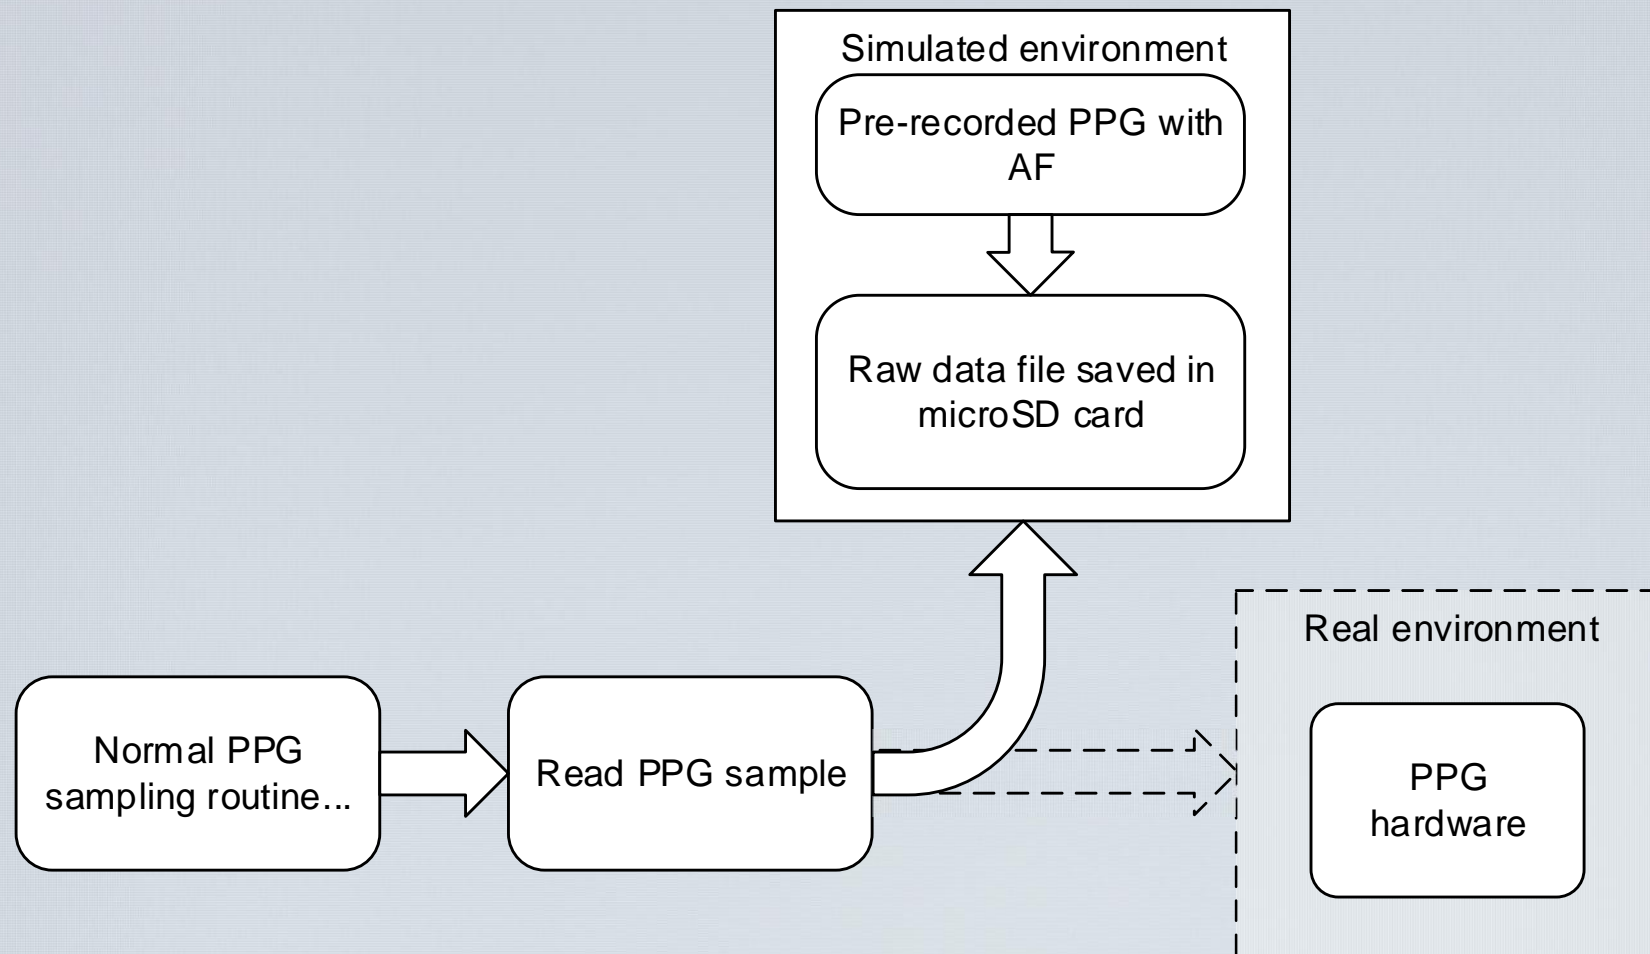 Simulated environment
Pre-recorded PPG with
AF
Raw data file saved in
microSD card
Real environment
Normal PPG
sampling routine...
Read PPG sample
PPG
hardware